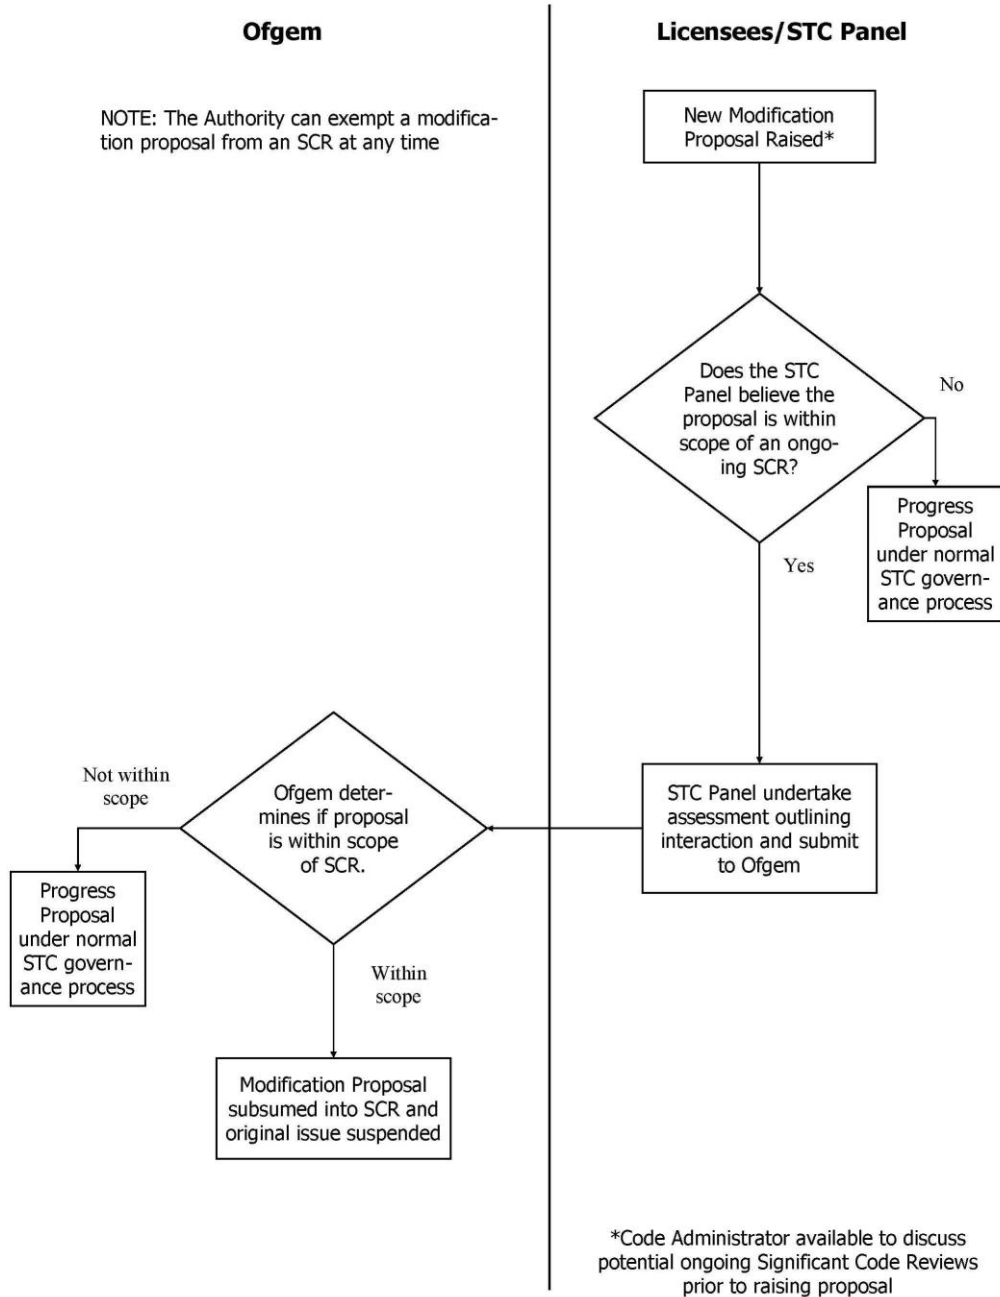 Ofgem
Licensees/STC Panel
NOTE: The Authority can exempt a modifica-
tion proposal from an SCR at any time
New Modification
Proposal Raised*
Does the STC
Panel believe the
proposal is within
scope of an ongo-
ing SCR?
No
Progress
Proposal
under normal
STC govern-
ance process
Yes
STC Panel undertake
assessment outlining
interaction and submit
to Ofgem
Ofgem deter-
mines if proposal
is within scope
of SCR.
Not within
scope
Progress
Proposal
under normal
STC govern-
ance process
Within
scope
Modification Proposal
subsumed into SCR and
original issue suspended
*Code Administrator available to discuss
potential ongoing Significant Code Reviews
prior to raising proposal